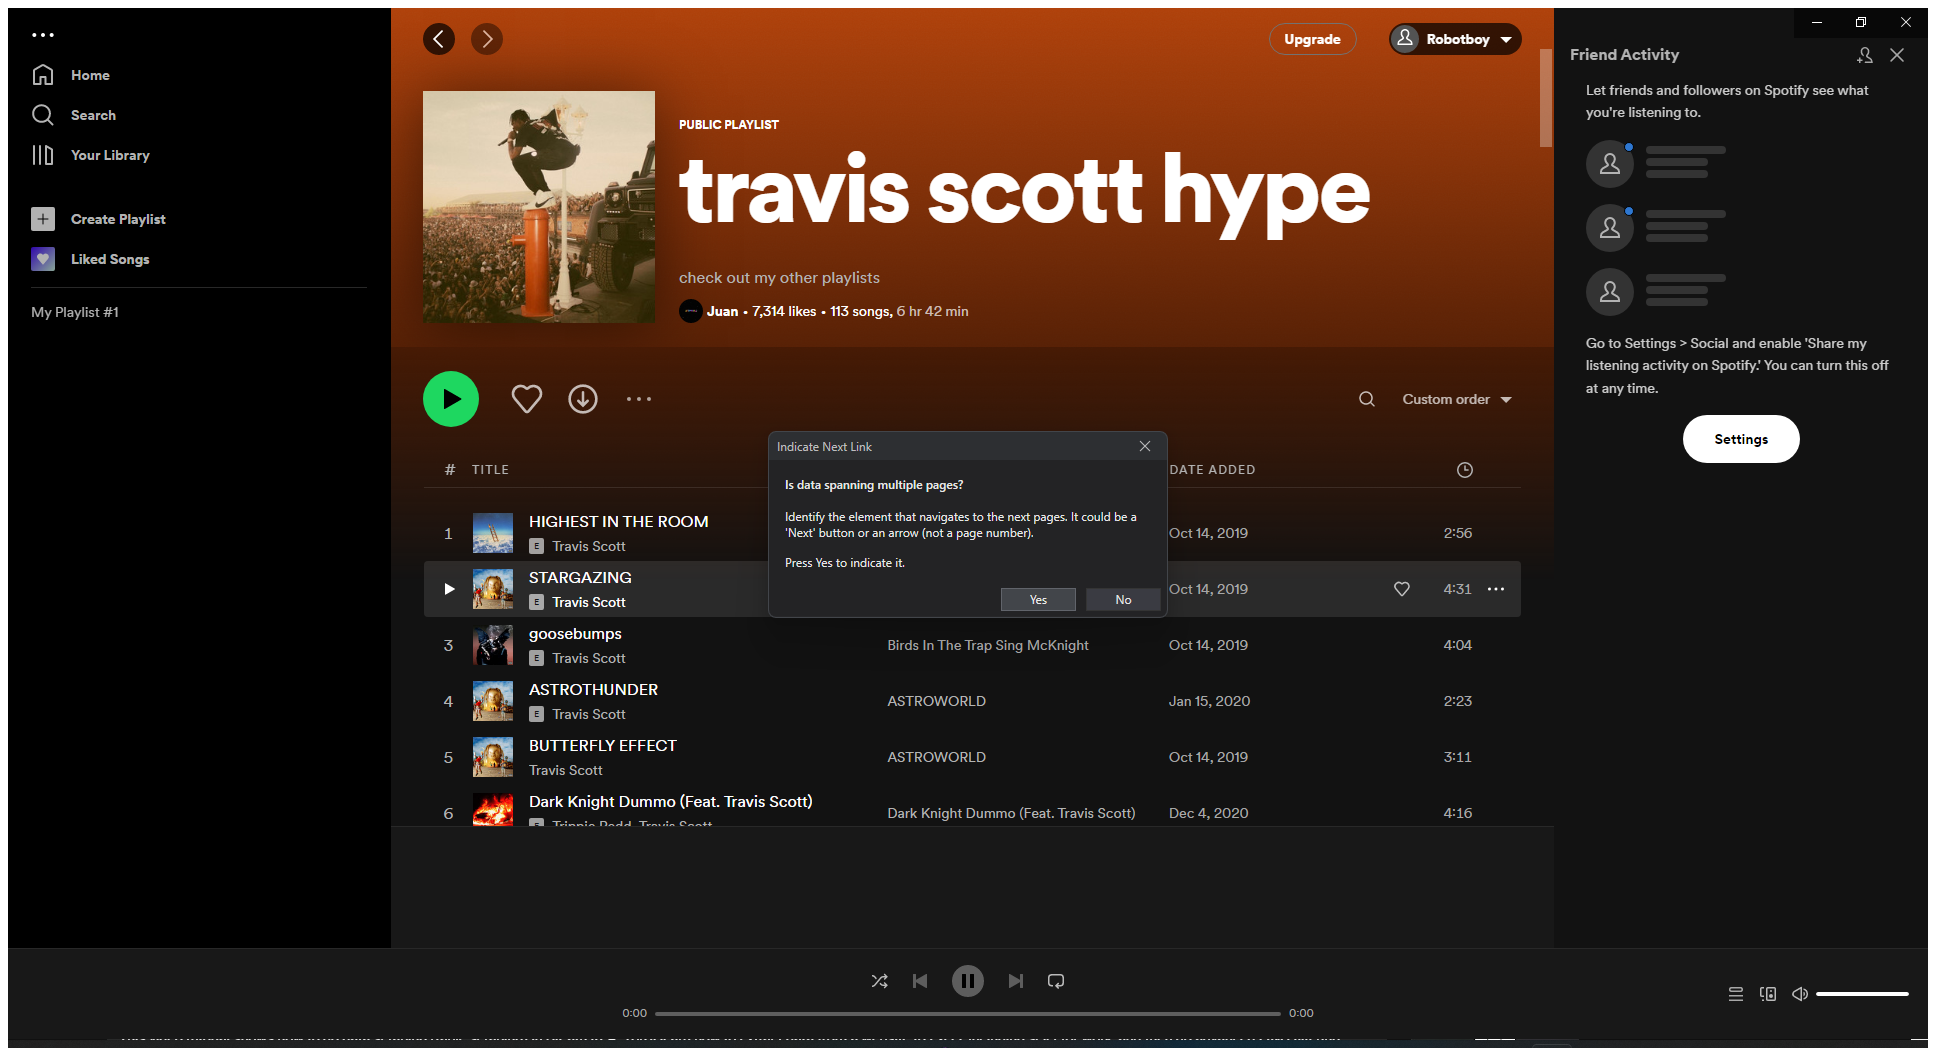 Home
Search
Your Library
Create Playlist
Liked Songs
My Playlist #1
Upgrade
Robotboy
PUBLIC PLAYLIST
travis scott hype
check out my other playlists
Juan • 7,314 likes • 113 songs, 6 hr 42 min
Custom order
# TITLE DATE ADDED
1 HIGHEST IN THE ROOM
E Travis Scott
Oct 14, 2019 2:56
STARGAZING
E Travis Scott
Oct 14, 2019 4:31
3 goosebumps
E Travis Scott
Birds In The Trap Sing McKnight Oct 14, 2019 4:04
4 ASTROTHUNDER
E Travis Scott
ASTROWORLD Jan 15, 2020 2:23
5 BUTTERFLY EFFECT
Travis Scott
ASTROWORLD Oct 14, 2019 3:11
6 Dark Knight Dummo (Feat. Travis Scott)
E Trippie Redd, Travis Scott
Dark Knight Dummo (Feat. Travis Scott) Dec 4, 2020 4:16
Indicate Next Link
Is data spanning multiple pages?
Identify the element that navigates to the next pages. It could be a
'Next' button or an arrow (not a page number).
Press Yes to indicate it.
Yes No
Friend Activity
Let friends and followers on Spotify see what
you're listening to.
Go to Settings > Social and enable 'Share my
listening activity on Spotify.' You can turn this off
at any time.
Settings
0:00 0:00